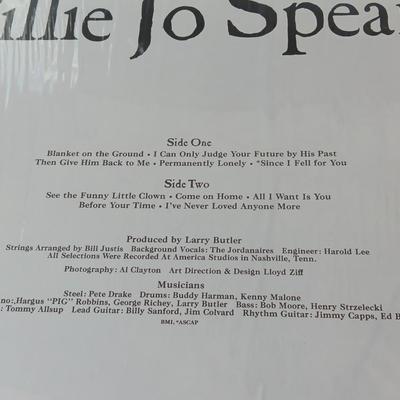 illie Jo Spear
Side One
Blanket on the Ground • I Can Only Judge Your Future by His Past
Then Give Him Back to Me • Permanently Lonely • *Since I Fell for You
Side Two
See the Funny Little Clown • Come on Home • All I Want Is You
Before Your Time • I've Never Loved Anyone More
Produced by Larry Butler
Strings Arranged by Bill Justis Background Vocals: The Jordanaires Engineer: Harold Lee
All Selections Were Recorded At America Studios in Nashville, Tenn.
Photography: Al Clayton Art Direction & Design Lloyd Ziff
Musicians
Steel: Pete Drake Drums: Buddy Harman, Kenny Malone
no:, Hargus "PIG" Robbins, George Richey, Larry Butler Bass: Bob Moore, Henry Strzelecki
: Tommy Allsup Lead Guitar: Billy Sanford, Jim Colvard Rhythm Guitar: Jimmy Capps, Ed B
BMI, *ASCAP